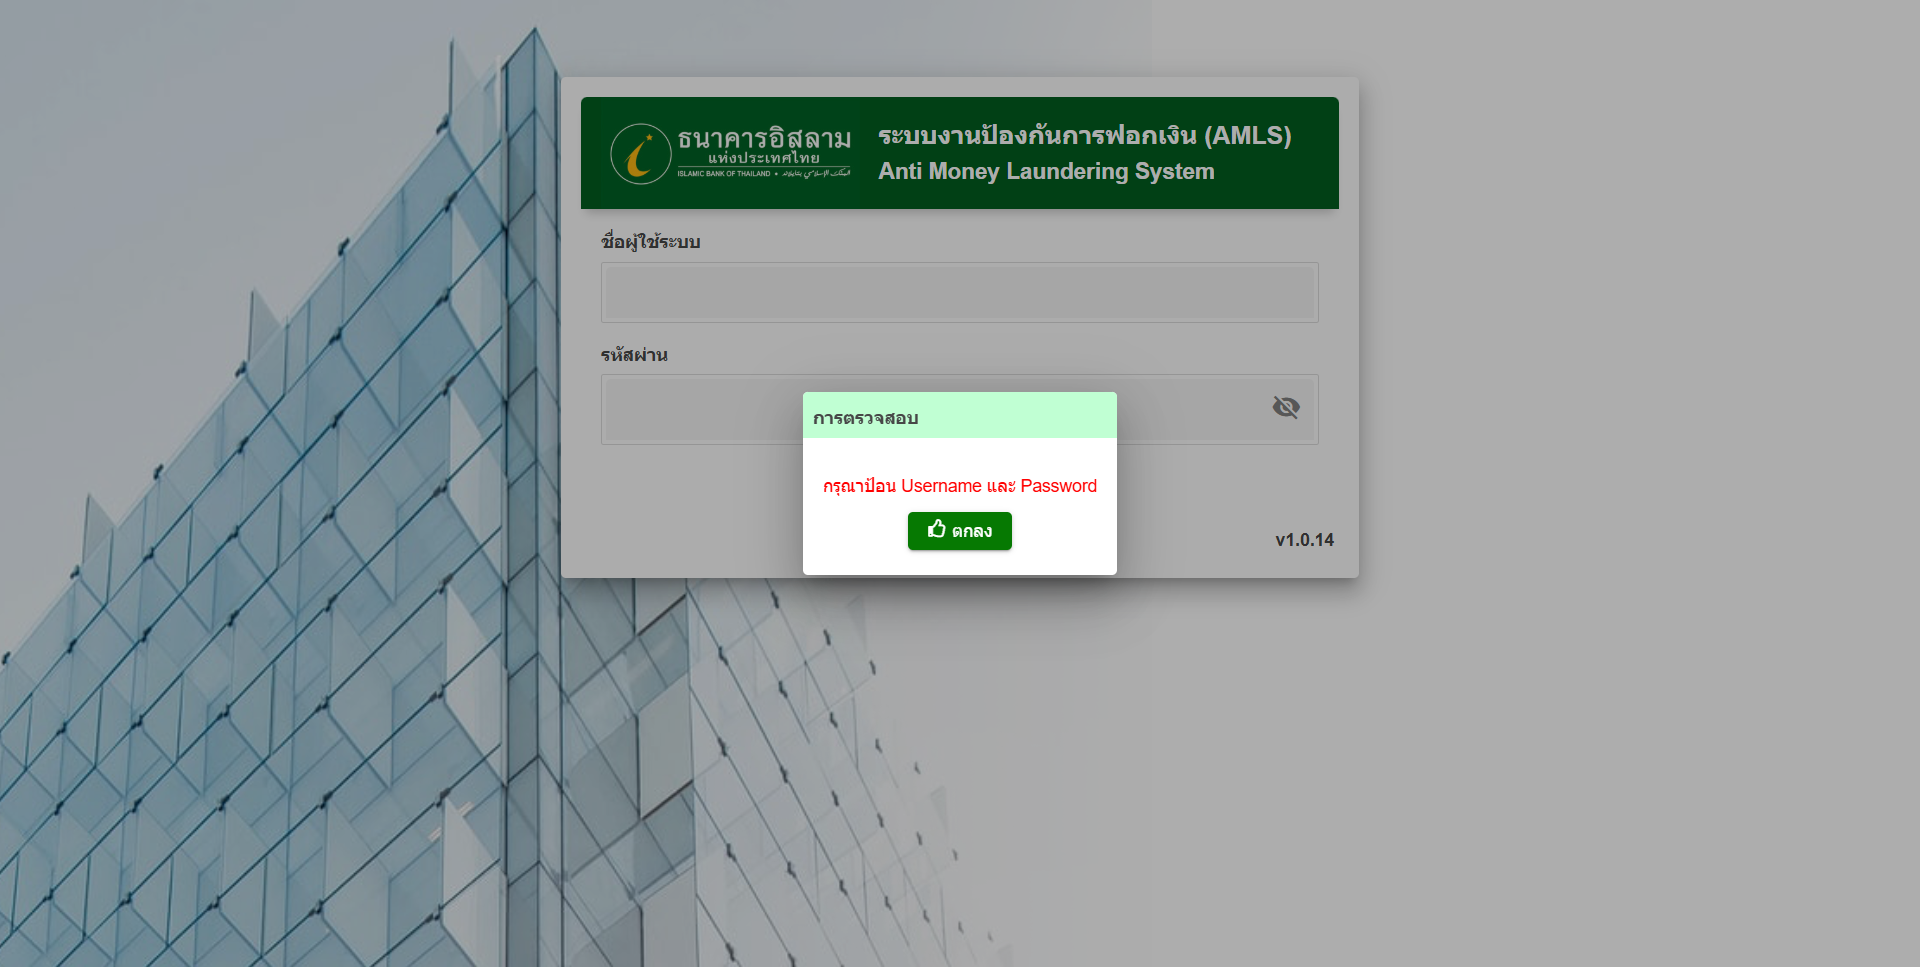 ธนาคารอิสลาม
แห่งประเทศไทย
ISLAMIC BANK OF THAILAND •
ระบบงานป้องกันการฟอกเงิน (AMLS)
Anti Money Laundering System
ชื่อผู้ใช้ระบบ
รหัสผ่าน
การตรวจสอบ
กรุณาป้อน Username และ Password
ตกลง
v1.0.14